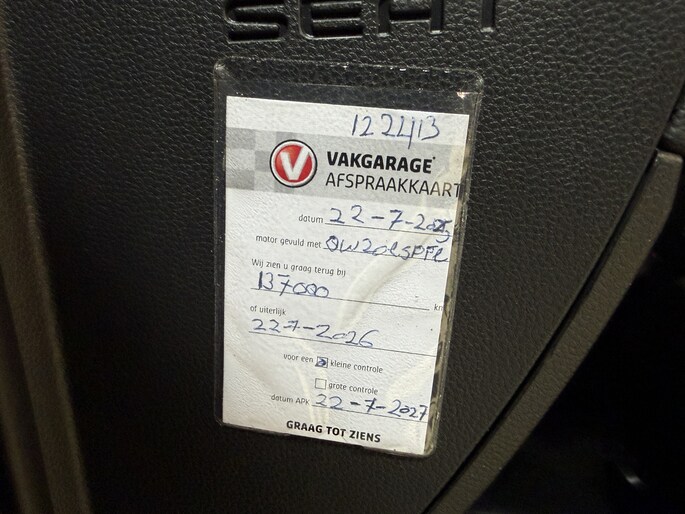 SEAT
122413
V VAKGARAGE
AFSPRAAKKAART
datum 22-7-2025
motor gevuld met 0W20ESPFE
Wij zien u graag terug bij
137000 km
of uiterlijk
22-7-2026
voor een kleine controle
grote controle
datum APK 22-7-2027
GRAAG TOT ZIENS